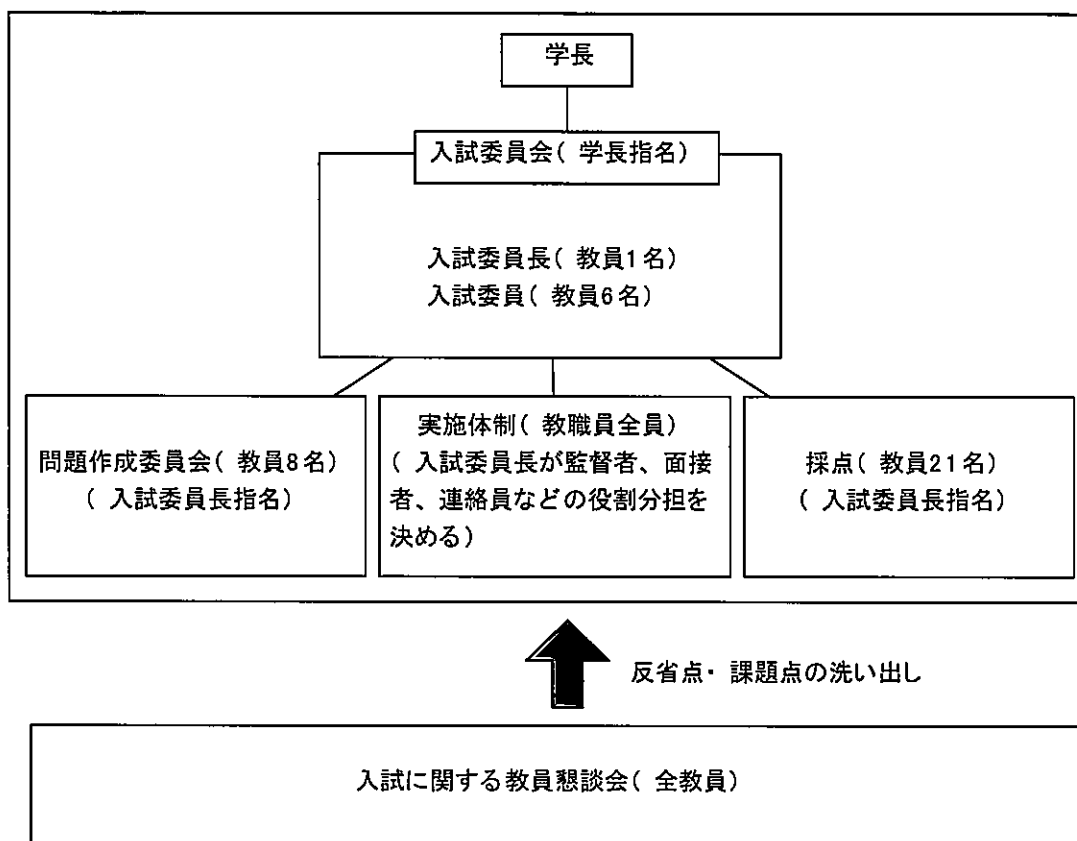 学長
入試委員会( 学長指名)
入試委員長( 教員1名)
入試委員( 教員6名)
問題作成委員会( 教員8名)
( 入試委員長指名)
実施体制( 教職員全員)
( 入試委員長が監督者、面接
者、連絡員などの役割分担を
決める)
採点( 教員21名)
( 入試委員長指名)
反省点・ 課題点の洗い出し
入試に関する教員懇談会( 全教員)